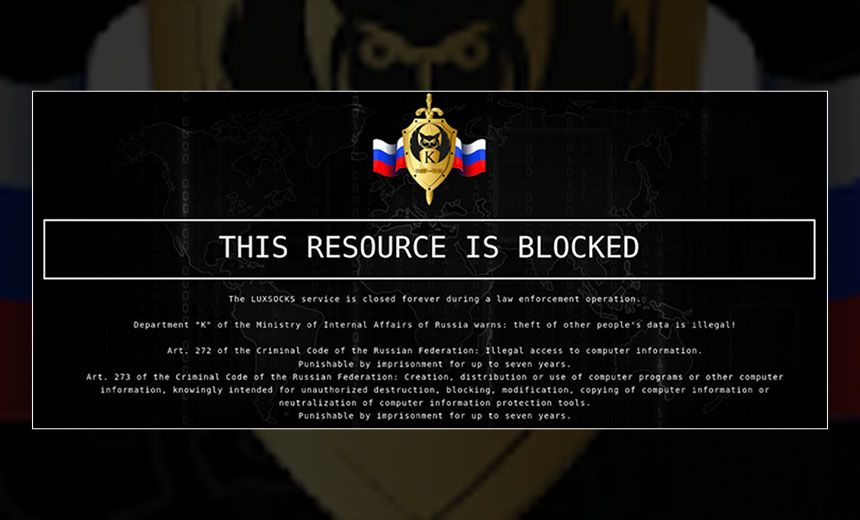 K
THIS RESOURCE IS BLOCKED
The LUXSOCKS service is closed forever during a law enforcement operation.
Department "K" of the Ministry of Internal Affairs of Russia warns: theft of other people's data is illegal!
Art. 272 of the Criminal Code of the Russian Federation: Illegal access to computer information.
Punishable by imprisonment for up to seven years.
Art. 273 of the Criminal Code of the Russian Federation: Creation, distribution or use of computer programs or other computer
information, knowingly intended for unauthorized destruction, blocking, modification, copying of computer information or
neutralization of computer information protection tools.
Punishable by imprisonment for up to seven years.